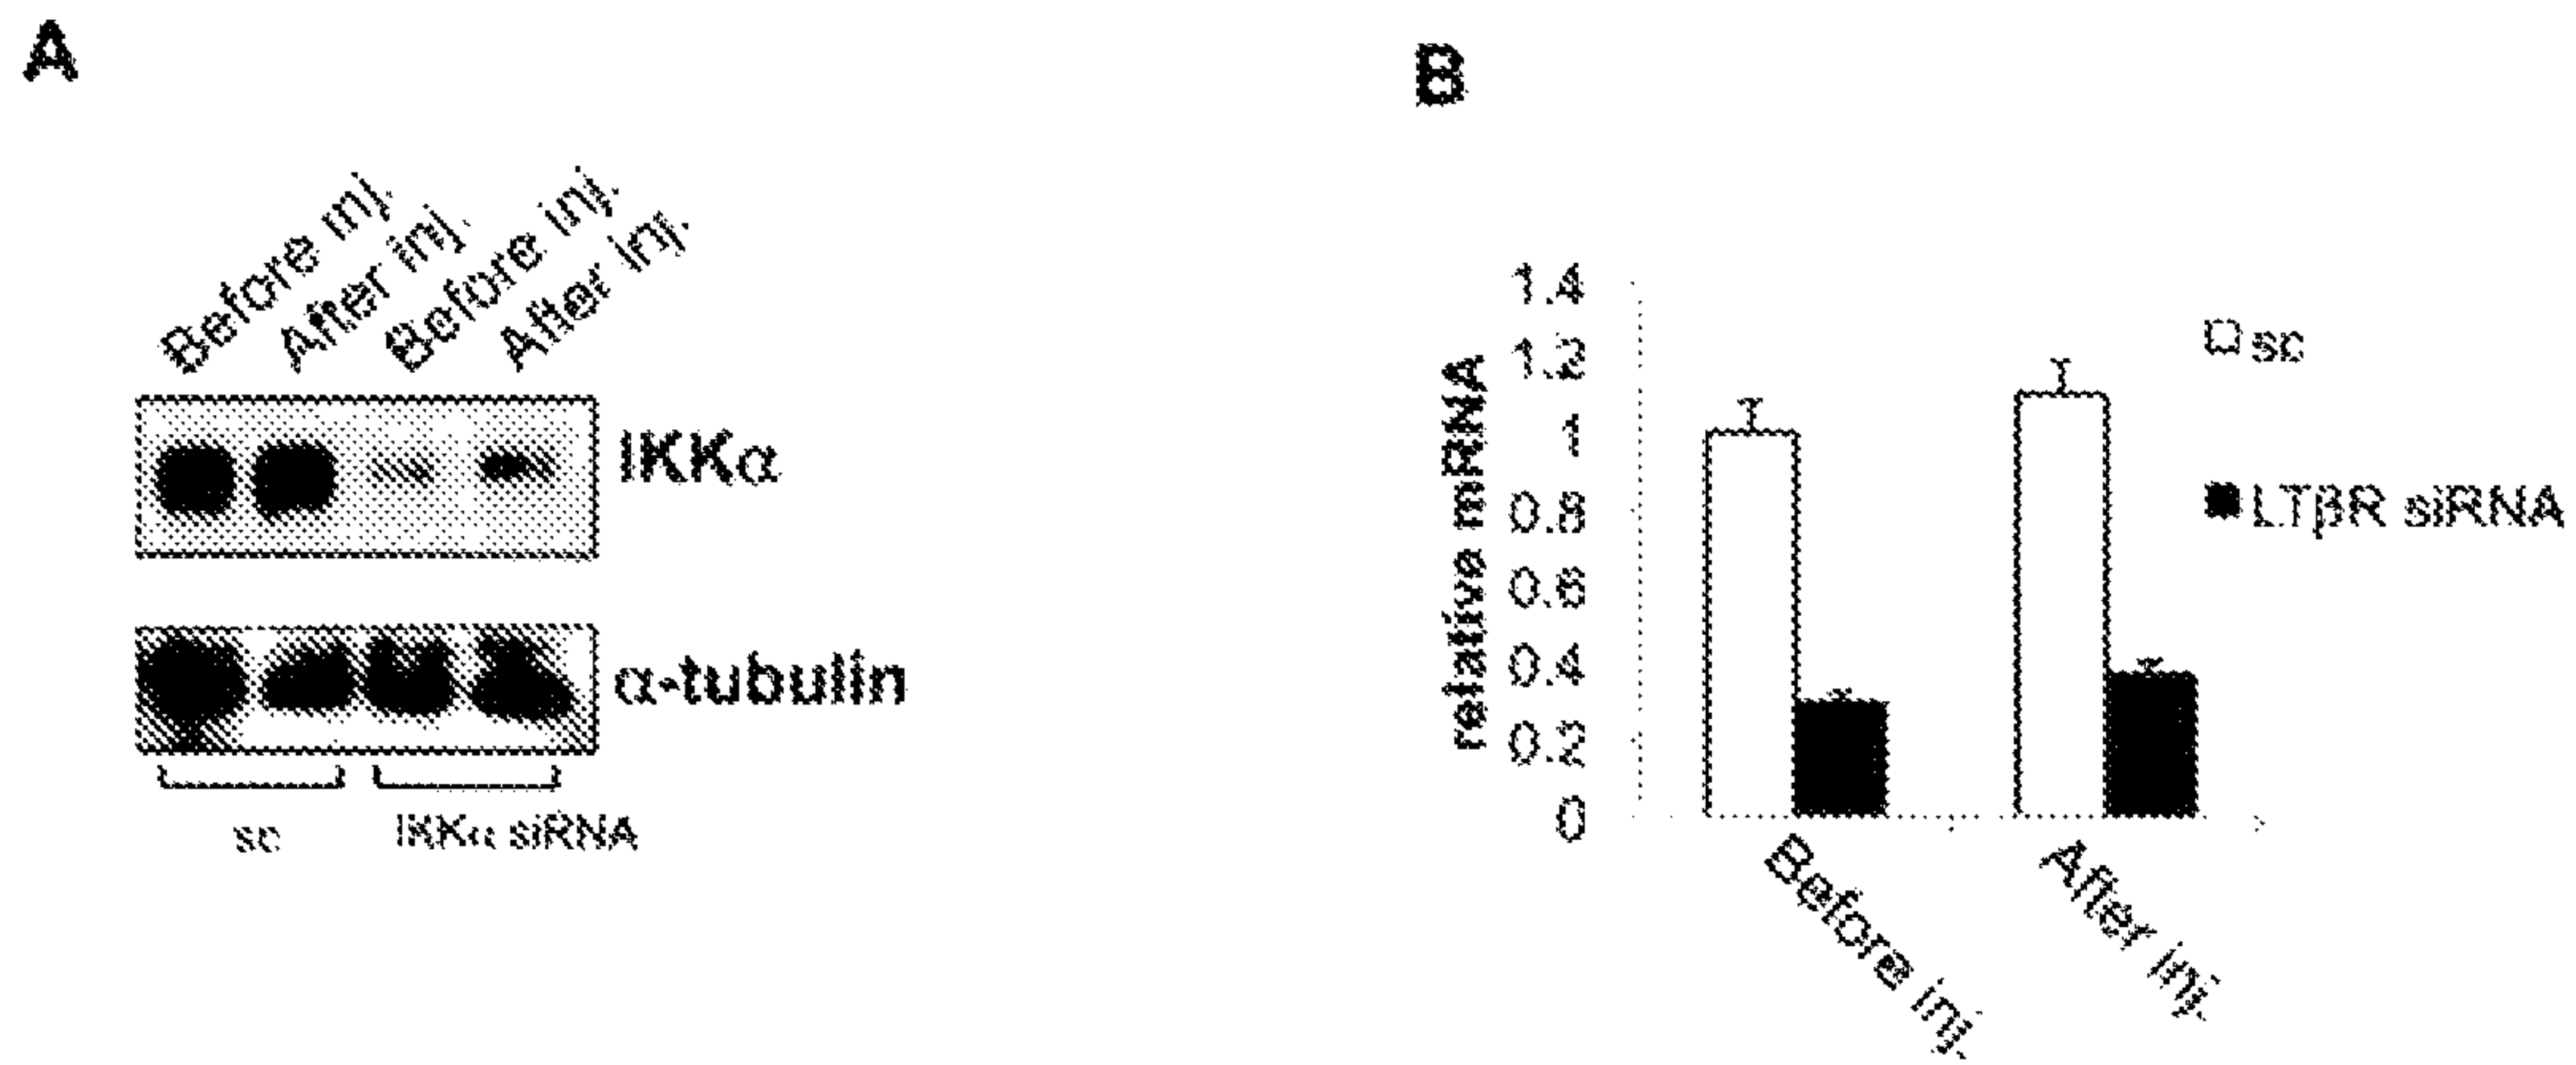 A
Before inj.
After inj.
Before inj.
After inj.
IKKα
α-tubulin
sc
IKKα siRNA
B
relative mRNA
1.4
1.2
1
0.8
0.6
0.4
0.2
0
Before inj.
After inj.
sc
LTβR siRNA